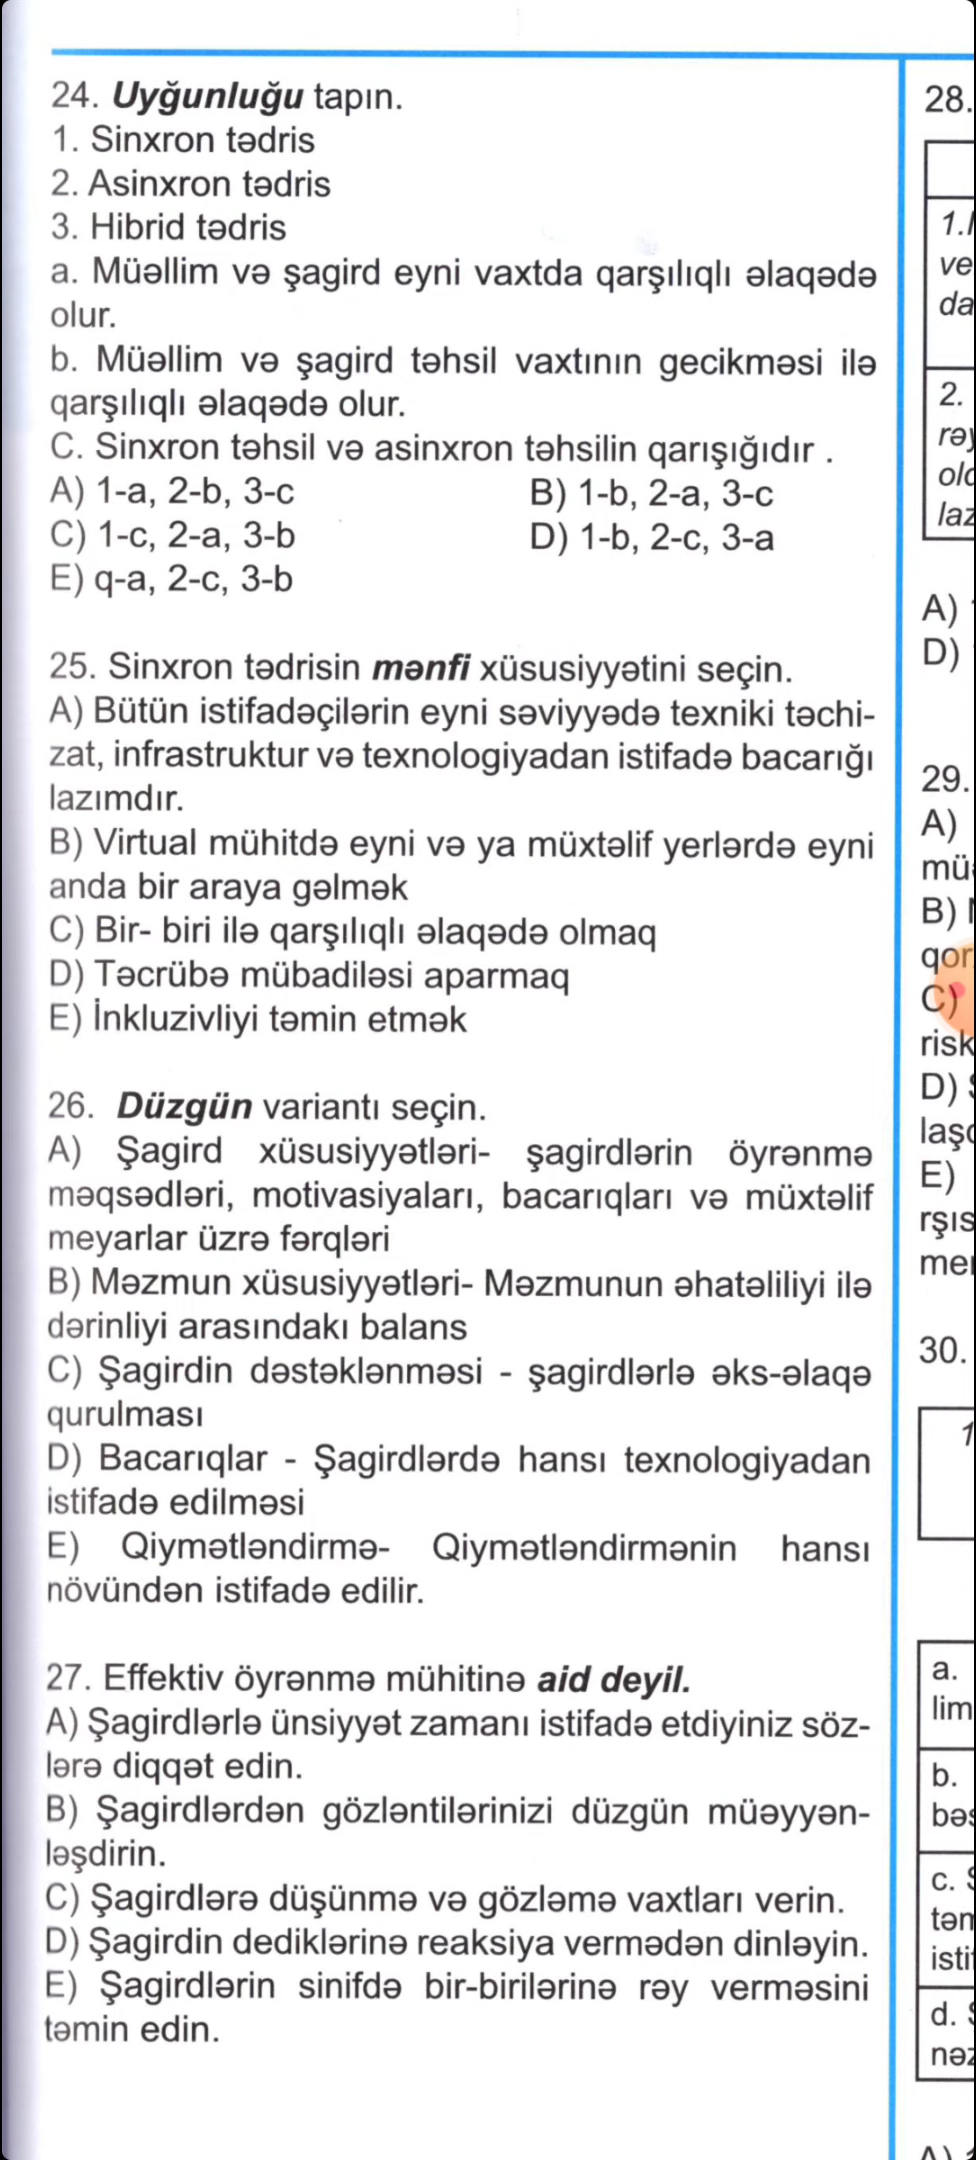 24. Uyğunluğu tapın.
1. Sinxron tədris
2. Asinxron tədris
3. Hibrid tədris
a. Müəllim və şagird eyni vaxtda qarşılıqlı əlaqədə
olur.
b. Müəllim və şagird təhsil vaxtının gecikməsi ilə
qarşılıqlı əlaqədə olur.
C. Sinxron təhsil və asinxron təhsilin qarışığıdır .
A) 1-a, 2-b, 3-c B) 1-b, 2-a, 3-c
C) 1-c, 2-a, 3-b D) 1-b, 2-c, 3-a
E) q-a, 2-c, 3-b
25. Sinxron tədrisin mənfi xüsusiyyətini seçin.
A) Bütün istifadəçilərin eyni səviyyədə texniki təchi-
zat, infrastruktur və texnologiyadan istifadə bacarığı
lazımdır.
B) Virtual mühitdə eyni və ya müxtəlif yerlərdə eyni
anda bir araya gəlmək
C) Bir- biri ilə qarşılıqlı əlaqədə olmaq
D) Təcrübə mübadiləsi aparmaq
E) İnkluzivliyi təmin etmək
26. Düzgün variantı seçin.
A) Şagird xüsusiyyətləri- şagirdlərin öyrənmə
məqsədləri, motivasiyaları, bacarıqları və müxtəlif
meyarlar üzrə fərqləri
B) Məzmun xüsusiyyətləri- Məzmunun əhatəliliyi ilə
dərinliyi arasındakı balans
C) Şagirdin dəstəklənməsi - şagirdlərlə əks-əlaqə
qurulması
D) Bacarıqlar - Şagirdlərdə hansı texnologiyadan
istifadə edilməsi
E) Qiymətləndirmə- Qiymətləndirmənin hansı
növündən istifadə edilir.
27. Effektiv öyrənmə mühitinə aid deyil.
A) Şagirdlərlə ünsiyyət zamanı istifadə etdiyiniz söz-
lərə diqqət edin.
B) Şagirdlərdən gözləntilərinizi düzgün müəyyən-
ləşdirin.
C) Şagirdlərə düşünmə və gözləmə vaxtları verin.
D) Şagirdin dediklərinə reaksiya vermədən dinləyin.
E) Şagirdlərin sinifdə bir-birilərinə rəy verməsini
təmin edin.
28.
2.
A)
D)
29.
A)
B)
C)
D)
E)
30.
a.
b.
c.
d.